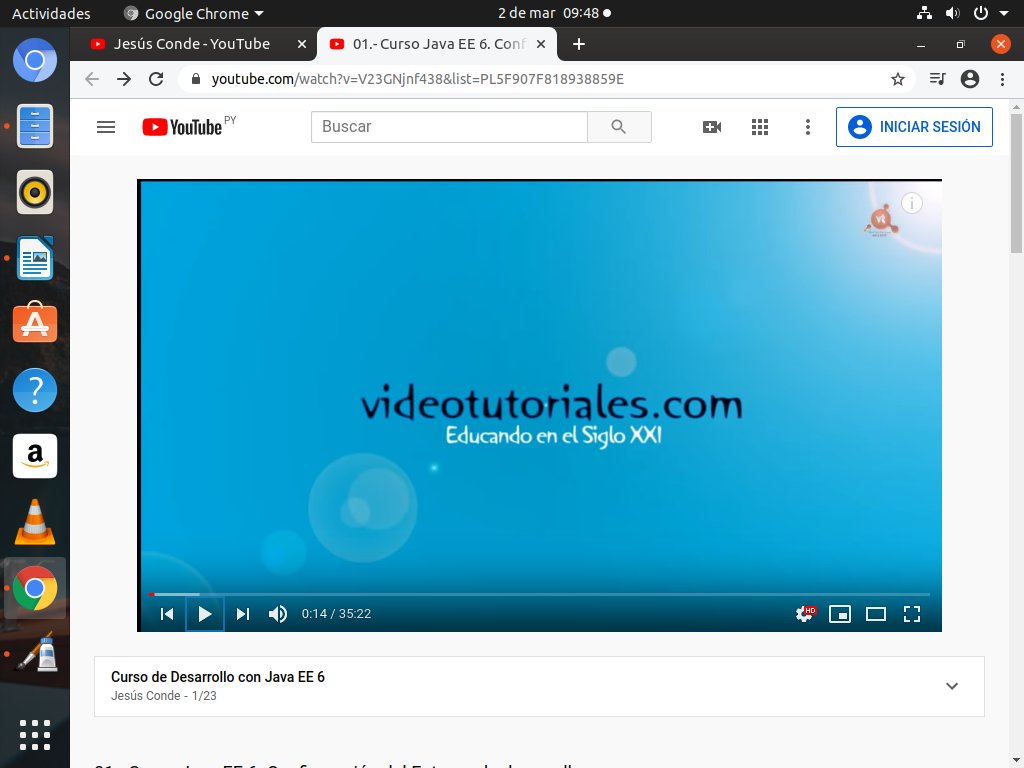 Actividades
Google Chrome
2 de mar 09:48
Jesús Conde - YouTube
01.- Curso Java EE 6. Conf
youtube.com/watch?v=V23GNjnf438&list=PL5F907F818938859E
YouTube PY
Buscar
INICIAR SESIÓN
vt
videotutoriales.com
Educando en el Siglo XXI
0:14 / 35:22
HD
Curso de Desarrollo con Java EE 6
Jesús Conde - 1/23